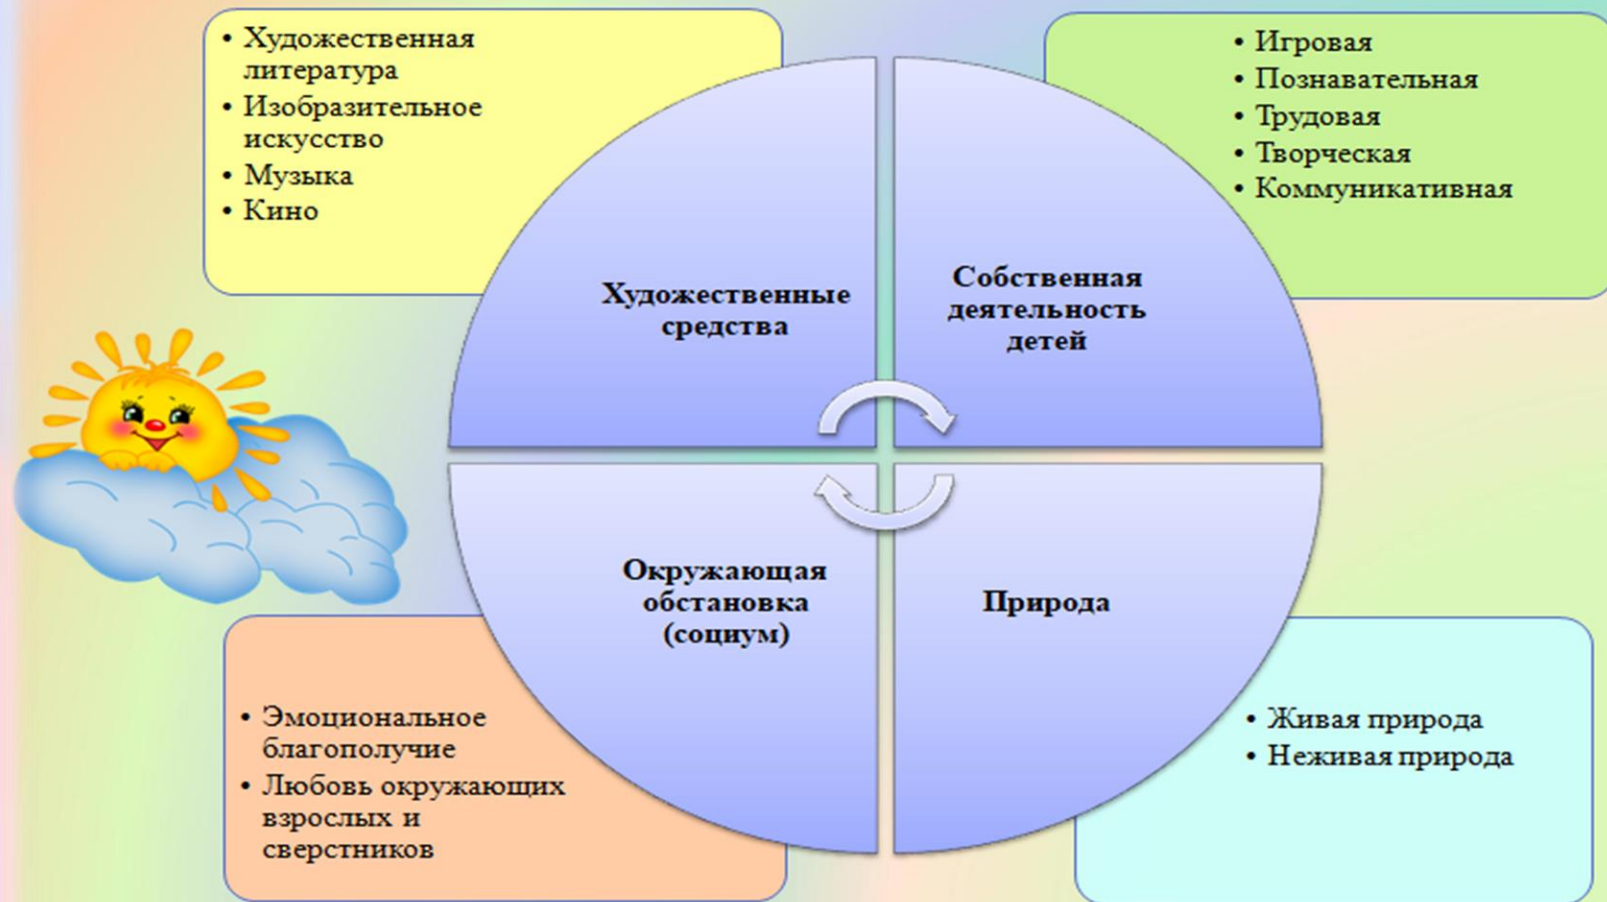 • Художественная
литература
• Изобразительное
искусство
• Музыка
• Кино
• Игровая
• Познавательная
• Трудовая
• Творческая
• Коммуникативная
Художественные
средства
Собственная
деятельность
детей
Окружающая
обстановка
(социум)
Природа
• Эмоциональное
благополучие
• Любовь окружающих
взрослых и
сверстников
• Живая природа
• Неживая природа